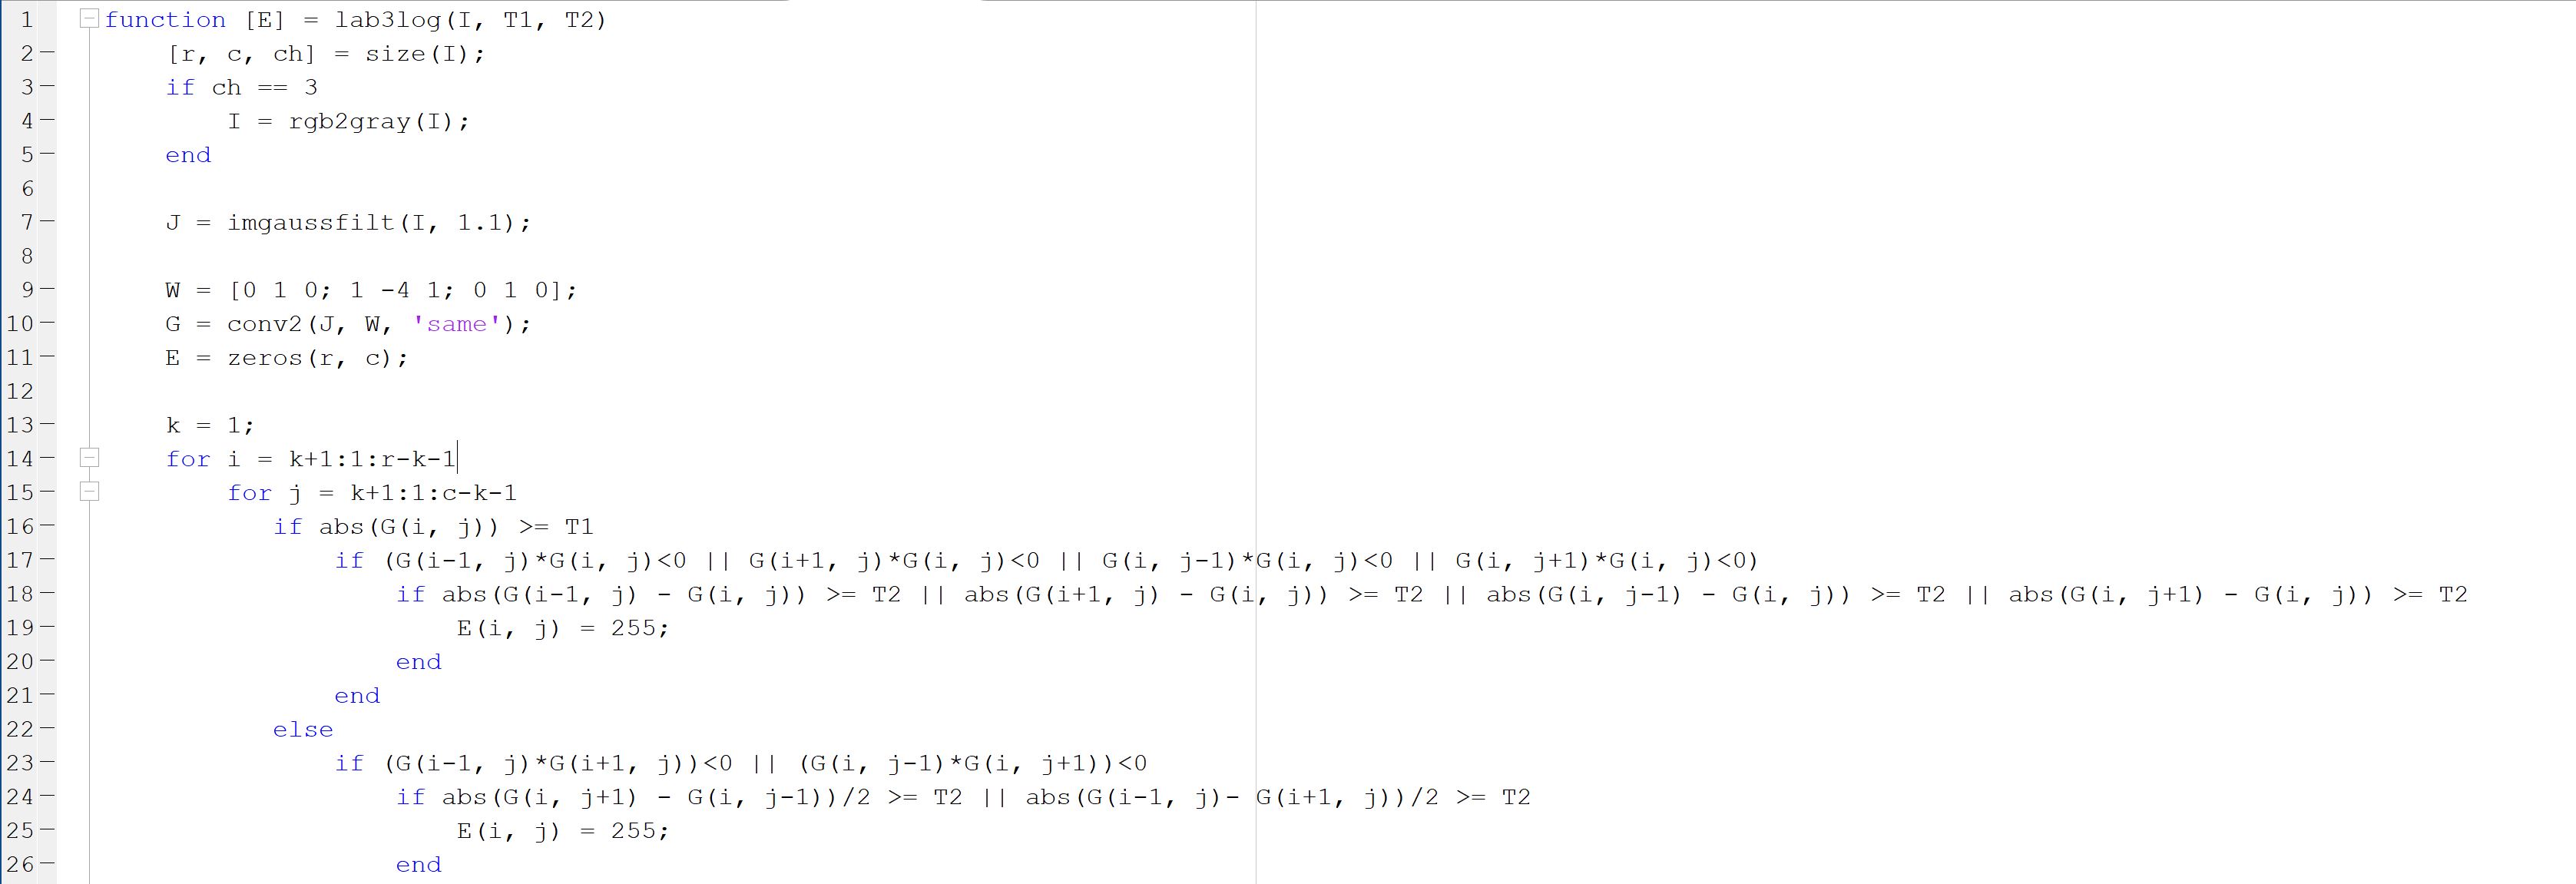 1 function [E] = lab3log(I, T1, T2)
2 [r, c, ch] = size(I);
3 if ch == 3
4 I = rgb2gray(I);
5 end
6
7 J = imgaussfilt(I, 1.1);
8
9 W = [0 1 0; 1 -4 1; 0 1 0];
10 G = conv2(J, W, 'same');
11 E = zeros(r, c);
12
13 k = 1;
14 for i = k+1:1:r-k-1
15 for j = k+1:1:c-k-1
16 if abs(G(i, j)) >= T1
17 if (G(i-1, j)*G(i, j)<0 || G(i+1, j)*G(i, j)<0 || G(i, j-1)*G(i, j)<0 || G(i, j+1)*G(i, j)<0)
18 if abs(G(i-1, j) - G(i, j)) >= T2 || abs(G(i+1, j) - G(i, j)) >= T2 || abs(G(i, j-1) - G(i, j)) >= T2 || abs(G(i, j+1) - G(i, j)) >= T2
19 E(i, j) = 255;
20 end
21 end
22 else
23 if (G(i-1, j)*G(i+1, j))<0 || (G(i, j-1)*G(i, j+1))<0
24 if abs(G(i, j+1) - G(i, j-1))/2 >= T2 || abs(G(i-1, j)- G(i+1, j))/2 >= T2
25 E(i, j) = 255;
26 end